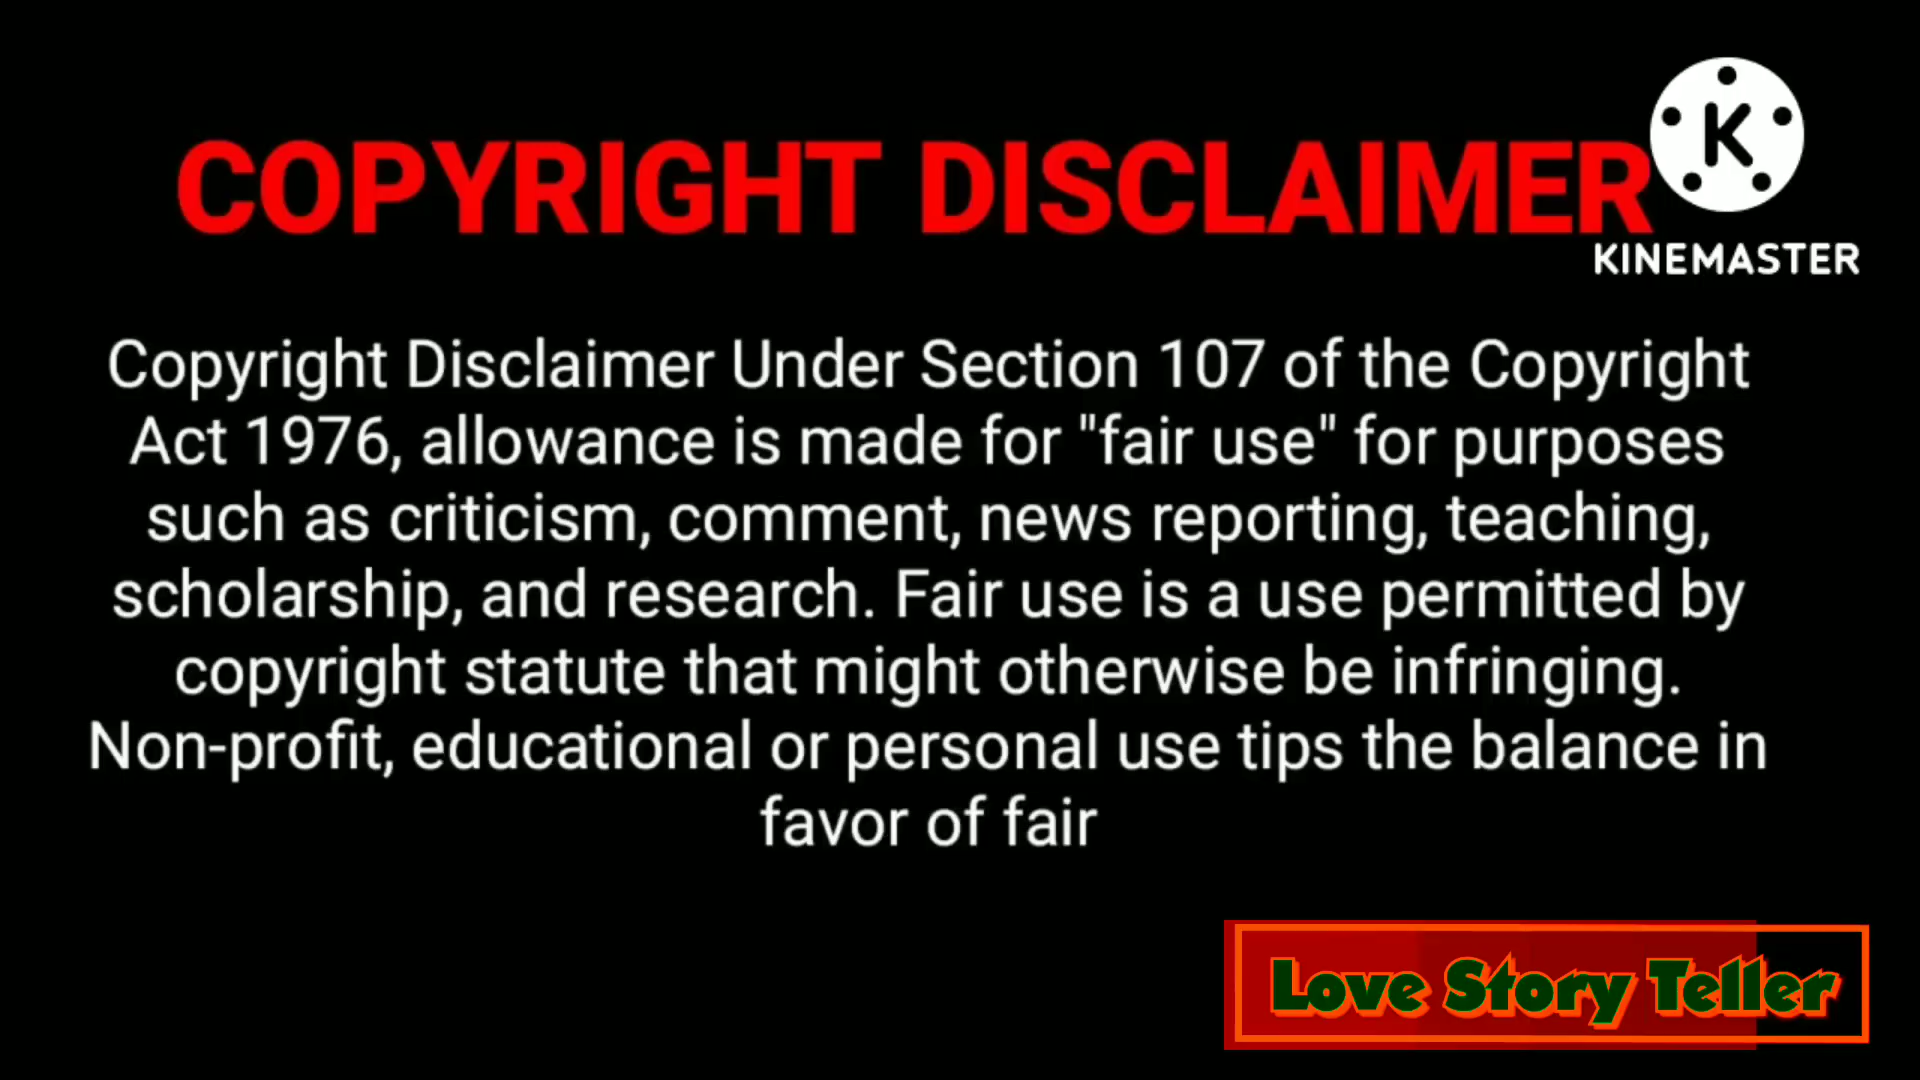 COPYRIGHT DISCLAIMER
K
KINEMASTER
Copyright Disclaimer Under Section 107 of the Copyright
Act 1976, allowance is made for "fair use" for purposes
such as criticism, comment, news reporting, teaching,
scholarship, and research. Fair use is a use permitted by
copyright statute that might otherwise be infringing.
Non-profit, educational or personal use tips the balance in
favor of fair
Love Story Teller